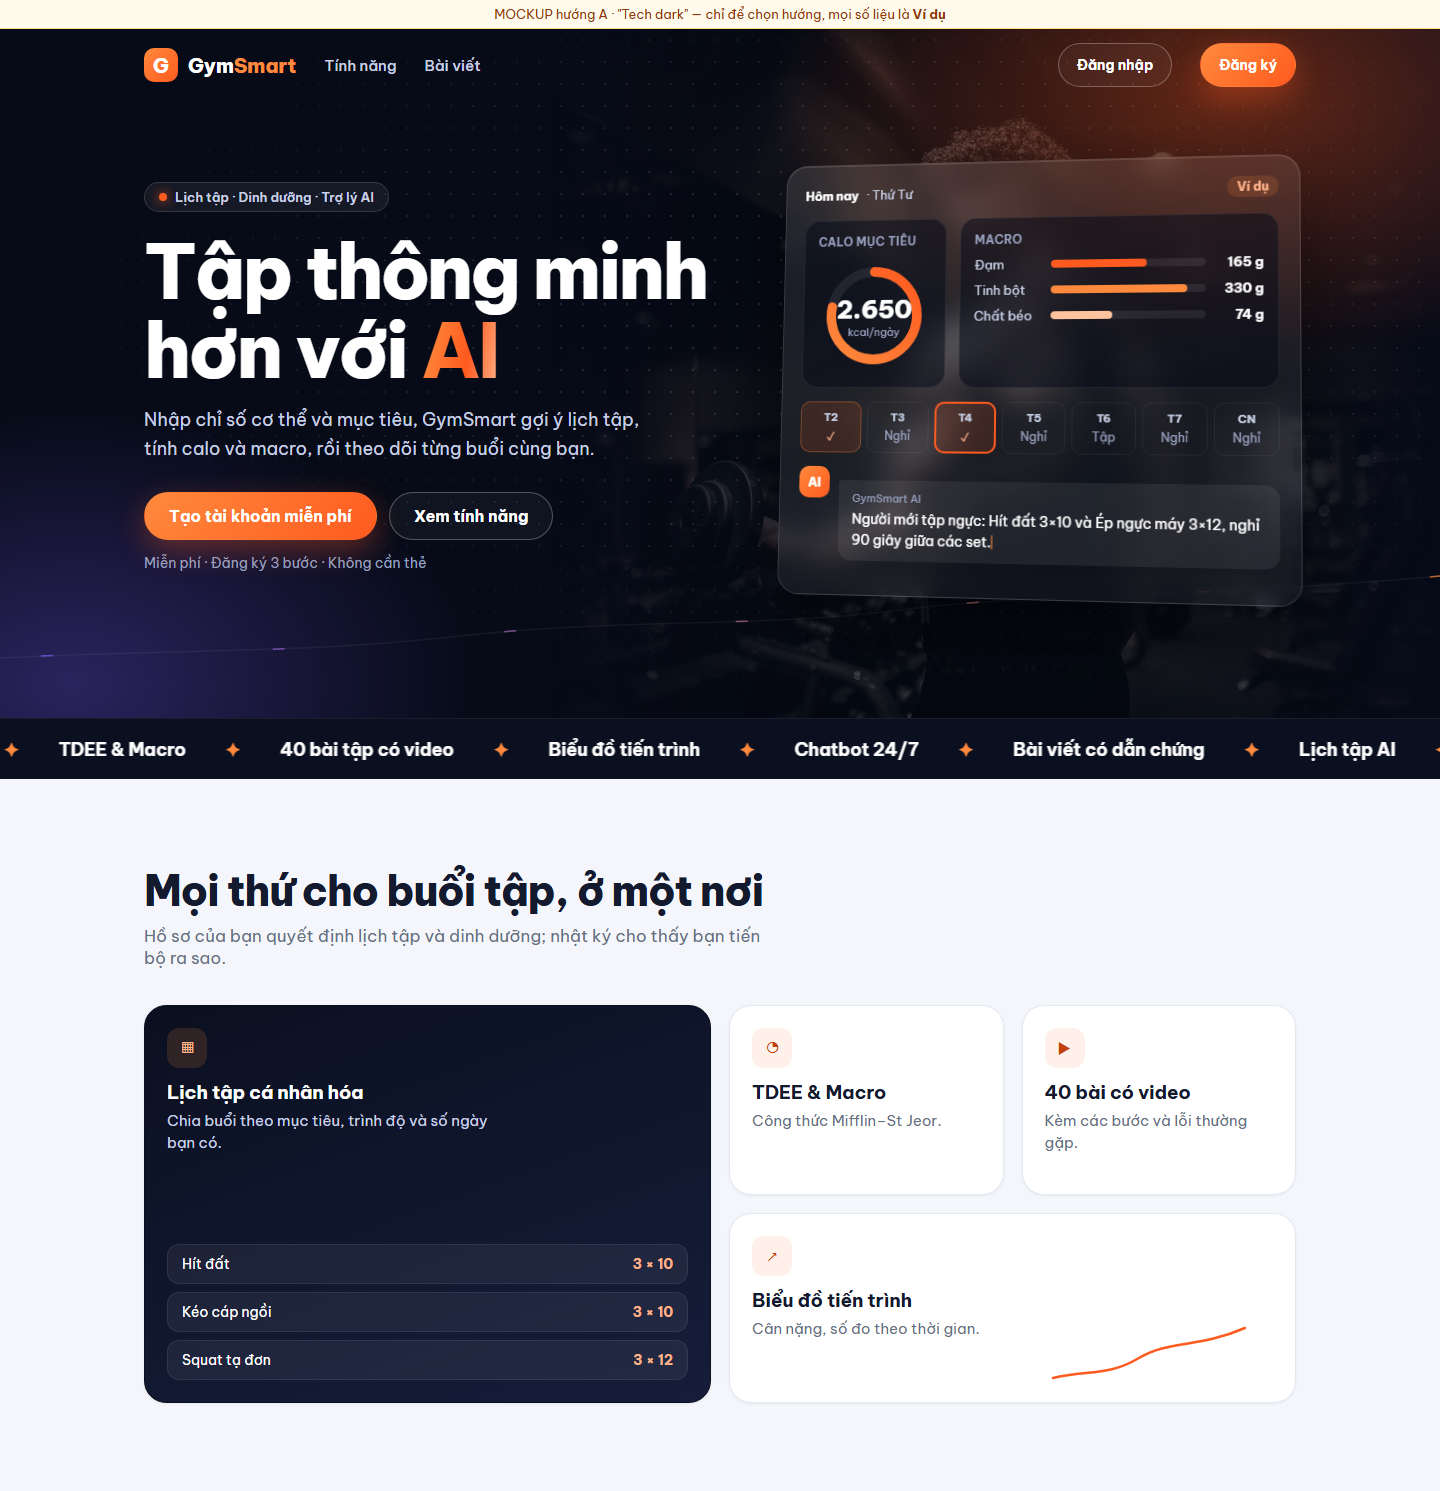 MOCKUP hướng A · "Tech dark" — chỉ để chọn hướng, mọi số liệu là Ví dụ
G GymSmart Tính năng Bài viết Đăng nhập Đăng ký
Lịch tập · Dinh dưỡng · Trợ lý AI
Tập thông minh
hơn với AI
Nhập chỉ số cơ thể và mục tiêu, GymSmart gợi ý lịch tập,
tính calo và macro, rồi theo dõi từng buổi cùng bạn.
Tạo tài khoản miễn phí Xem tính năng
Miễn phí · Đăng ký 3 bước · Không cần thẻ
Hôm nay · Thứ Tư Ví dụ
CALO MỤC TIÊU
2.650
kcal/ngày
MACRO
Đạm 165 g
Tinh bột 330 g
Chất béo 74 g
T2 T3 T4 T5 T6 T7 CN
✓ Nghỉ ✓ Nghỉ Tập Nghỉ Nghỉ
AI
GymSmart AI
Người mới tập ngực: Hít đất 3×10 và Ép ngực máy 3×12, nghỉ
90 giây giữa các set.
✦ TDEE & Macro ✦ 40 bài tập có video ✦ Biểu đồ tiến trình ✦ Chatbot 24/7 ✦ Bài viết có dẫn chứng ✦ Lịch tập AI
Mọi thứ cho buổi tập, ở một nơi
Hồ sơ của bạn quyết định lịch tập và dinh dưỡng; nhật ký cho thấy bạn tiến
bộ ra sao.
Lịch tập cá nhân hóa
Chia buổi theo mục tiêu, trình độ và số ngày
bạn có.
Hít đất 3 × 10
Kéo cáp ngồi 3 × 10
Squat tạ đơn 3 × 12
TDEE & Macro
Công thức Mifflin–St Jeor.
40 bài có video
Kèm các bước và lỗi thường
gặp.
Biểu đồ tiến trình
Cân nặng, số đo theo thời gian.